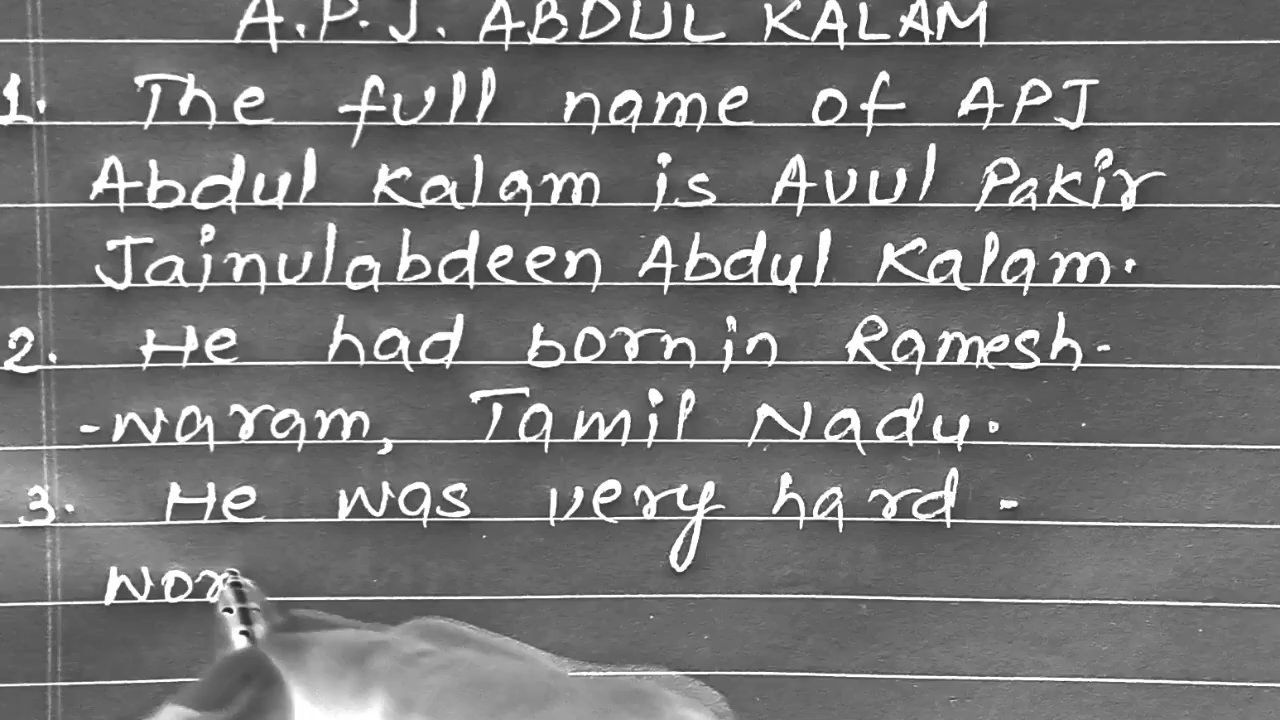 A.P.J. ABDUL KALAM
1. The full name of APJ
Abdul Kalam is Avul Pakir
Jainulabdeen Abdul Kalam.
2. He had born in Ramesh-
-waram, Tamil Nadu.
3. He was very hard -
wor